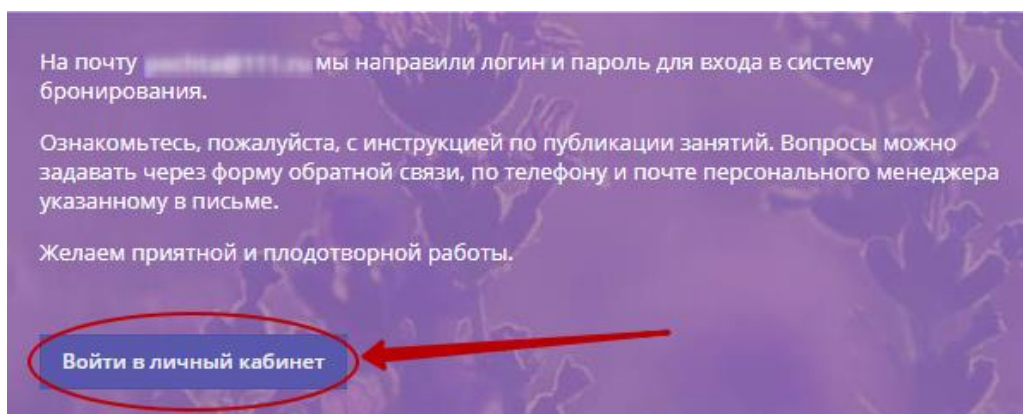 На почту мы направили логин и пароль для входа в систему
бронирования.
Ознакомьтесь, пожалуйста, с инструкцией по публикации занятий. Вопросы можно
задавать через форму обратной связи, по телефону и почте персонального менеджера
указанному в письме.
Желаем приятной и плодотворной работы.
Войти в личный кабинет